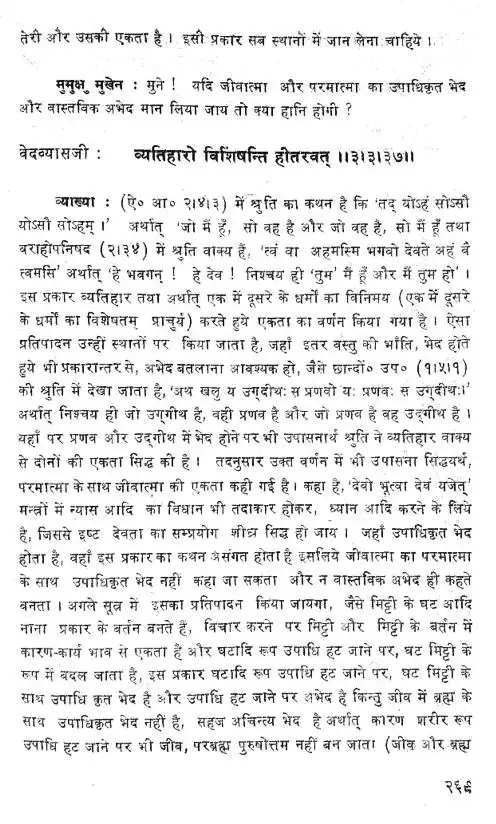 तेरी और उसकी एकता है । इसी प्रकार सब स्थानों में जान लेना चाहिये ।
मुमुक्षु मुखेन : मुने ! यदि जीवात्मा और परमात्मा का उपाधिकृत भेद
और वास्तविक अभेद मान लिया जाय तो क्या हानि होगी ?
वेदव्यासजी : व्यतिहारो विशिंषन्ति हीतरवत् ।।३।३।३७।।
व्याख्या : (ऐ० आ० २।४।३) में श्रुति का कथन है कि 'तद् योऽहं सोऽसौ
योऽसौ सोऽहम् ।' अर्थात् 'जो मैं हूँ, सो वह है और जो वह है, सो मैं हूँ तथा
वराहोपनिषद (२।३४) में श्रुति वाक्य हैं, 'त्वं वा अहमस्मि भगवो देवते अहं वै
त्वमसि' अर्थात् 'हे भगवन् ! हे देव ! निश्चय ही 'तुम' मैं हूँ और मैं तुम हो' ।
इस प्रकार व्यतिहार तथा अर्थात् एक में दूसरे के धर्मों का विनिमय (एक में दूसरे
के धर्मों का विशेषतम् प्राचुर्य) करते हुये एकता का वर्णन किया गया है । ऐसा
प्रतिपादन उन्हीं स्थानों पर किया जाता है, जहाँ इतर वस्तु की भाँति, भेद होते
हुये भी प्रकारान्तर से, अभेद बतलाना आवश्यक हो, जैसे छान्दो० उप० (१।५।१)
की श्रुति में देखा जाता है, 'अथ खलु य उग्दीथः स प्रणवो यः प्रणवः स उग्दीथः।'
अर्थात् निश्चय ही जो उग्गीथ है, वही प्रणव है और जो प्रणव है वह उद्गीथ है ।
यहाँ पर प्रणव और उद्गीथ में भेद होने पर भी उपासनार्थ श्रुति ने व्यतिहार वाक्य
से दोनों की एकता सिद्ध की है । तदनुसार उक्त वर्णन में भी उपासना सिद्धयर्थ,
परमात्मा के साथ जीवात्मा की एकता कही गई है । कहा है, 'देवो भूत्वा देवं यजेत्'
मन्त्रों में न्यास आदि का विधान भी तदाकार होकर, ध्यान आदि करने के लिये
है, जिससे इष्ट देवता का सम्प्रयोग शीघ्र सिद्ध हो जाय । जहाँ उपाधिकृत भेद
होता है, वहाँ इस प्रकार का कथन असंगत होता है इसलिये जीवात्मा का परमात्मा
के साथ उपाधिकृत भेद नहीं कहा जा सकता और न वास्तविक अभेद ही कहते
बनता । अगले सूत्र में इसका प्रतिपादन किया जायगा, जैसे मिट्टी के घट आदि
नाना प्रकार के बर्तन बनते हैं, विचार करने पर मिट्टी और मिट्टी के बर्तन में
कारण-कार्य भाव से एकता है और घटादि रूप उपाधि हट जाने पर, घट मिट्टी के
रूप में बदल जाता है, इस प्रकार घटादि रूप उपाधि हट जाने पर, घट मिट्टी के
साथ उपाधि कृत भेद है और उपाधि हट जाने पर अभेद है किन्तु जीव में ब्रह्म के
साथ उपाधिकृत भेद नहीं है, सहज अचिन्त्य भेद है अर्थात् कारण शरीर रूप
उपाधि हट जाने पर भी जीव, परब्रह्म पुरुषोत्तम नहीं बन जाता (जीव और ब्रह्म
२६९